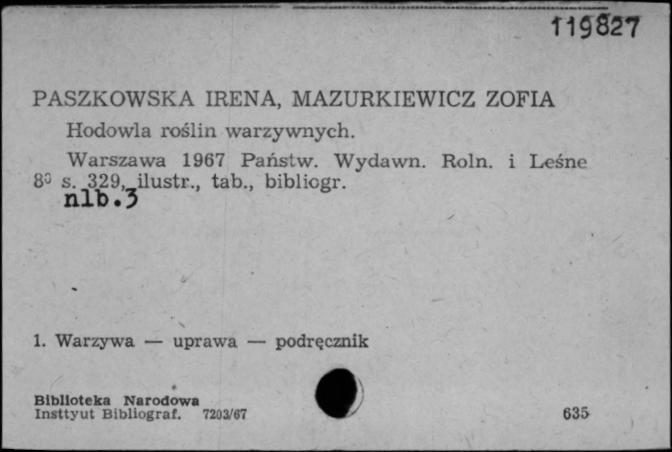 119827
PASZKOWSKA IRENA, MAZURKIEWICZ ZOFIA
Hodowla roślin warzywnych.
Warszawa 1967 Państw. Wydawn. Roln. i Leśne
8⁰ s. 329, ilustr., tab., bibliogr.
nlb.3
1. Warzywa — uprawa — podręcznik
Biblioteka Narodowa
Insttyut Bibliograf. 7203/67 635